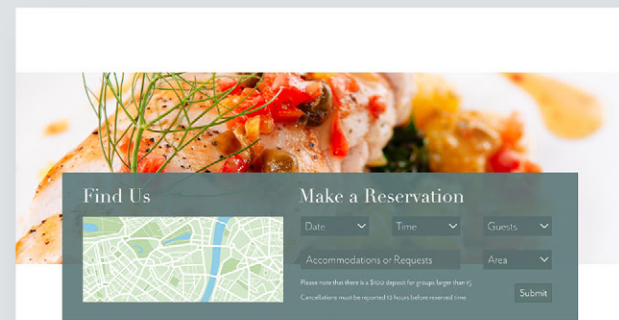 Find Us
Make a Reservation
Date
Time
Guests
Accommodations or Requests
Area
Please note that there is a $100 deposit for groups larger than 15
Cancellations must be reported 12 hours before reserved time
Submit